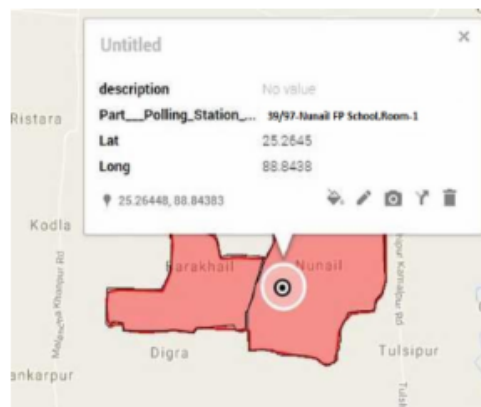 Untitled
description No value
Part__Polling_Station_... 39/97-Nunail FP School,Room-1
Lat 25.2645
Long 88.8438
25.26448, 88.84383
Ristara
Kodla
Barakhail
Nunail
Digra
Tulsipur
ankarpur